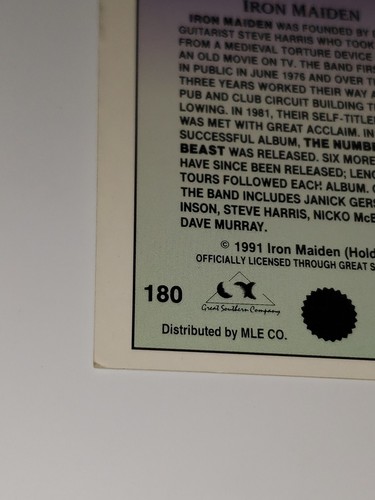 IRON MAIDEN
IRON MAIDEN WAS FOUNDED BY
GUITARIST STEVE HARRIS WHO TOOK
FROM A MEDIEVAL TORTURE DEVICE
AN OLD MOVIE ON TV. THE BAND FIR
IN PUBLIC IN JUNE 1976 AND OVER T
THREE YEARS WORKED THEIR WAY
PUB AND CLUB CIRCUIT BUILDING
LOWING. IN 1981, THEIR SELF-TITLE
WAS MET WITH GREAT ACCLAIM. IN
SUCCESSFUL ALBUM, THE NUMB
BEAST WAS RELEASED. SIX MORE
HAVE SINCE BEEN RELEASED; LENG
TOURS FOLLOWED EACH ALBUM.
THE BAND INCLUDES JANICK GERS
INSON, STEVE HARRIS, NICKO McB
DAVE MURRAY.
© 1991 Iron Maiden (Hold
OFFICIALLY LICENSED THROUGH GREAT S
180
Great Southern Company
Distributed by MLE CO.